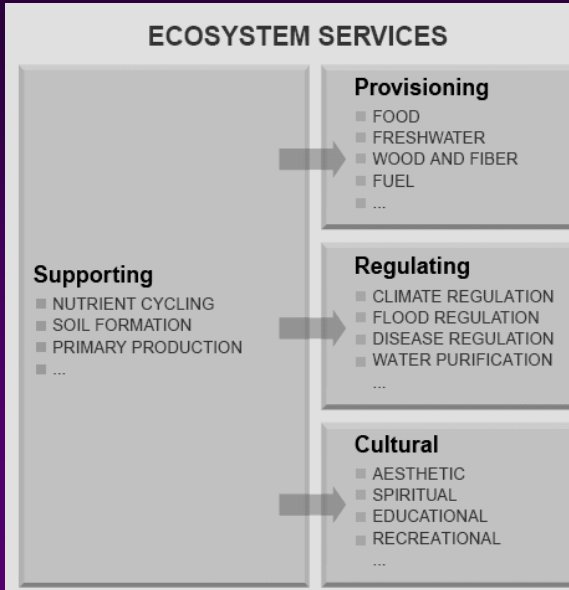 ECOSYSTEM SERVICES
Supporting
NUTRIENT CYCLING
SOIL FORMATION
PRIMARY PRODUCTION
...
Provisioning
FOOD
FRESHWATER
WOOD AND FIBER
FUEL
...
Regulating
CLIMATE REGULATION
FLOOD REGULATION
DISEASE REGULATION
WATER PURIFICATION
...
Cultural
AESTHETIC
SPIRITUAL
EDUCATIONAL
RECREATIONAL
...